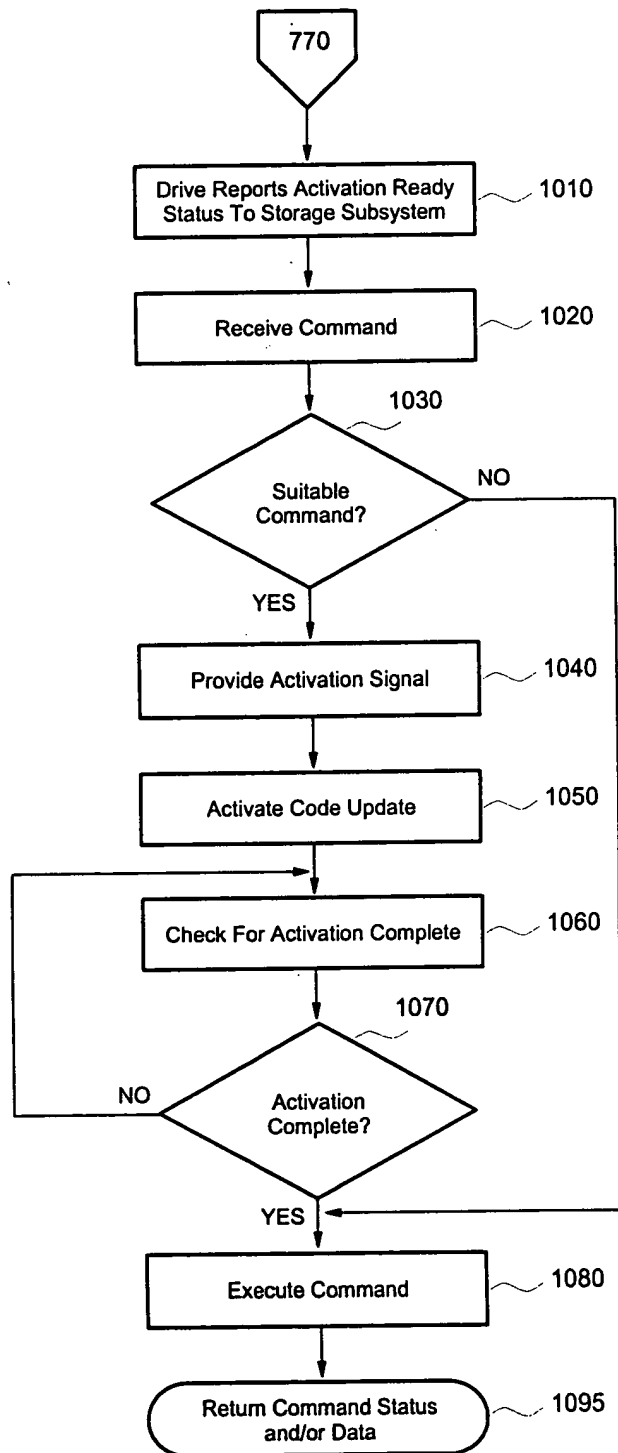 770
Drive Reports Activation Ready
Status To Storage Subsystem
1010
Receive Command
1020
1030
Suitable
Command?
NO
YES
Provide Activation Signal
1040
Activate Code Update
1050
Check For Activation Complete
1060
1070
NO
Activation
Complete?
YES
Execute Command
1080
Return Command Status
and/or Data
1095